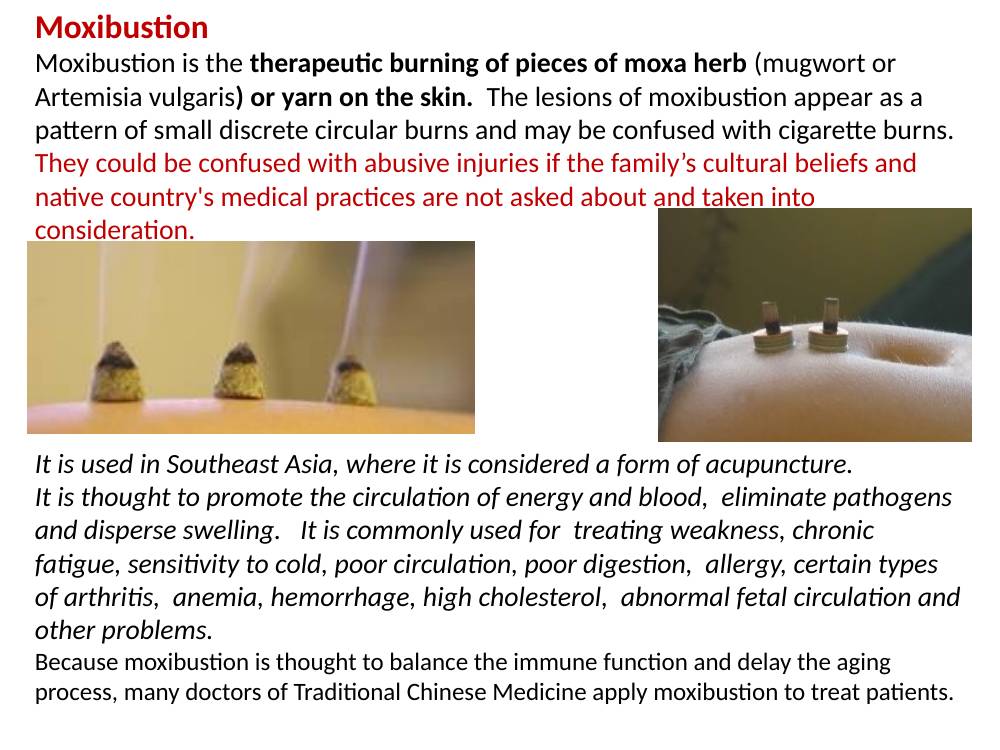 Moxibustion
Moxibustion is the therapeutic burning of pieces of moxa herb (mugwort or
Artemisia vulgaris) or yarn on the skin.  The lesions of moxibustion appear as a
pattern of small discrete circular burns and may be confused with cigarette burns.
They could be confused with abusive injuries if the family’s cultural beliefs and
native country's medical practices are not asked about and taken into
consideration.
It is used in Southeast Asia, where it is considered a form of acupuncture.
It is thought to promote the circulation of energy and blood,  eliminate pathogens
and disperse swelling.   It is commonly used for  treating weakness, chronic
fatigue, sensitivity to cold, poor circulation, poor digestion,  allergy, certain types
of arthritis,  anemia, hemorrhage, high cholesterol,  abnormal fetal circulation and
other problems.
Because moxibustion is thought to balance the immune function and delay the aging
process, many doctors of Traditional Chinese Medicine apply moxibustion to treat patients.